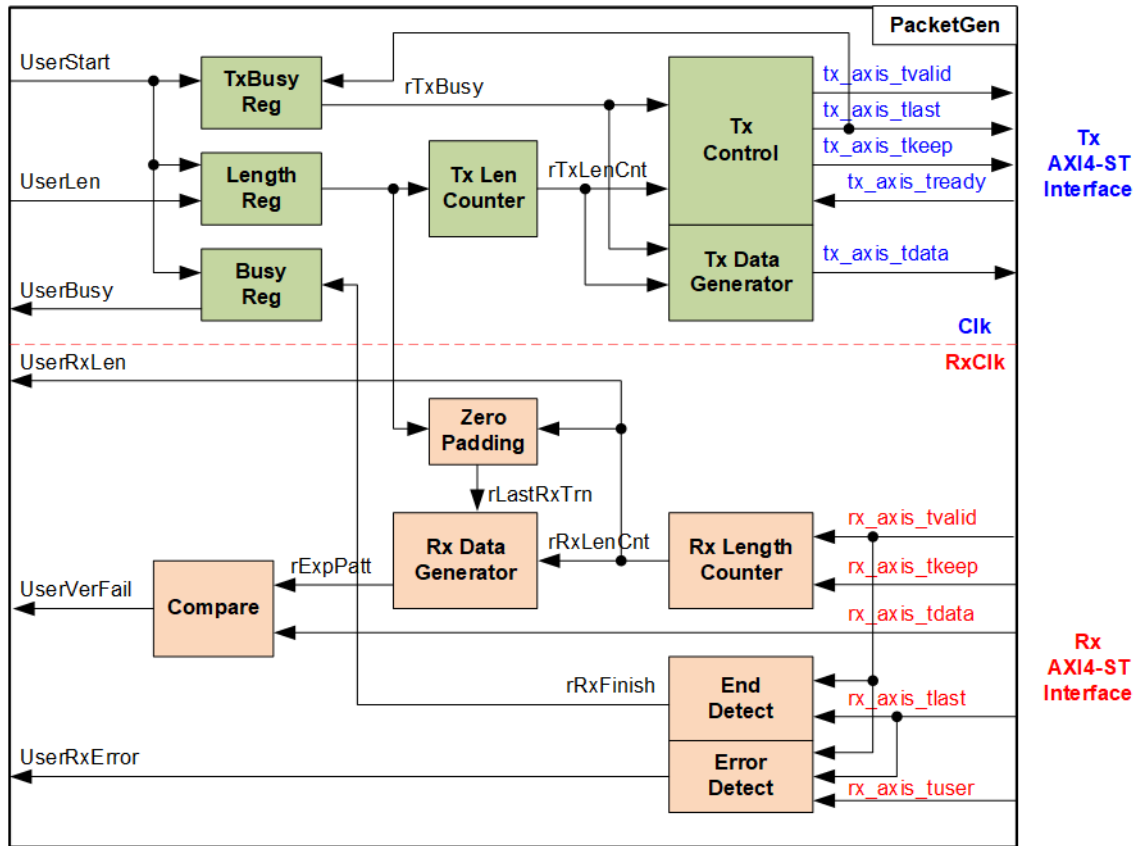 PacketGen
UserStart
TxBusy
Reg
rTxBusy
tx_axis_tvalid
tx_axis_tlast
tx_axis_tkeep
tx_axis_tready
Tx
Control
Tx
AXI4-ST
Interface
UserLen
Length
Reg
Tx Len
Counter
rTxLenCnt
Busy
Reg
UserBusy
Tx Data
Generator
tx_axis_tdata
Clk
RxClk
UserRxLen
Zero
Padding
rLastRxTrn
Rx Data
Generator
rRxLenCnt
Rx Length
Counter
rx_axis_tvalid
rx_axis_tkeep
rx_axis_tdata
rExpPatt
UserVerFail
Compare
Rx
AXI4-ST
Interface
rRxFinish
End
Detect
rx_axis_tlast
UserRxError
Error
Detect
rx_axis_tuser